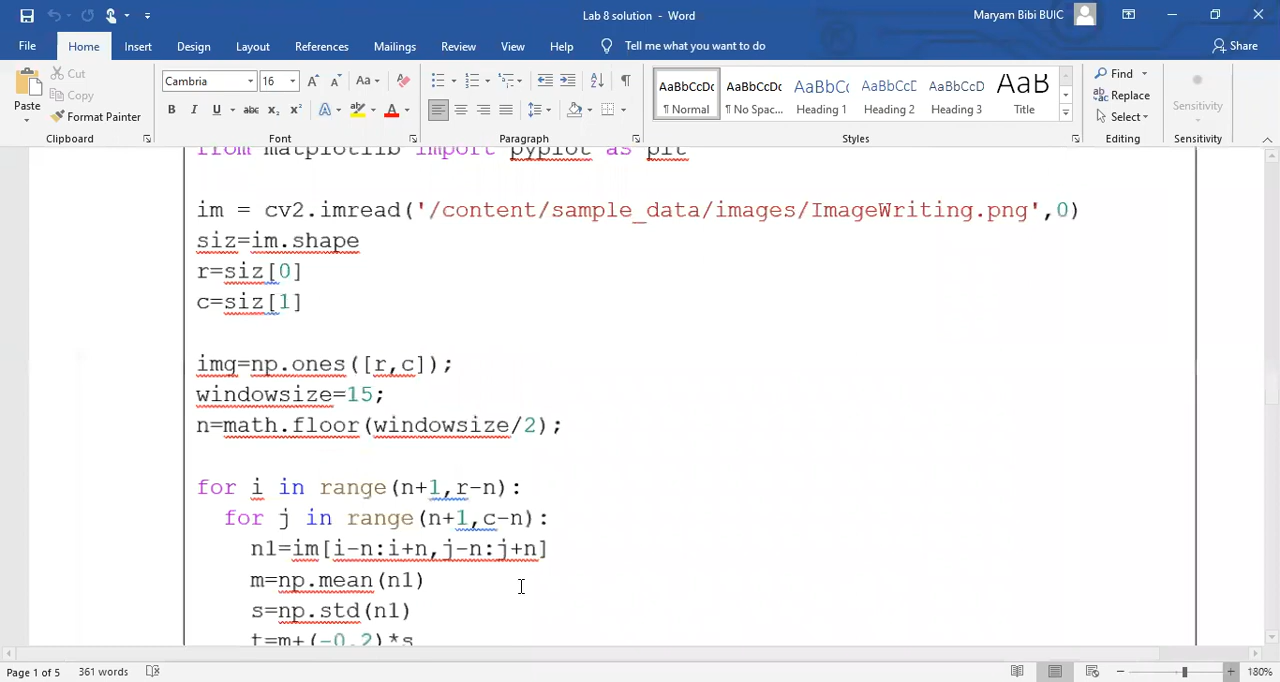 Lab 8 solution - Word
Maryam Bibi BUIC
File Home Insert Design Layout References Mailings Review View Help Tell me what you want to do Share
Paste
Cut
Copy
Format Painter
Clipboard
Cambria 16
Font
Paragraph
AaBbCcDc AaBbCcDc AaBbCc AaBbCcD AaBbCcD AaB
¶ Normal ¶ No Spac... Heading 1 Heading 2 Heading 3 Title
Styles
Find
Replace
Select
Editing
Sensitivity
Sensitivity
from matplotlib import pyplot as plt
im = cv2.imread('/content/sample_data/images/ImageWriting.png',0)
siz=im.shape
r=siz[0]
c=siz[1]
img=np.ones([r,c]);
windowsize=15;
n=math.floor(windowsize/2);
for i in range(n+1,r-n):
for j in range(n+1,c-n):
n1=im[i-n:i+n,j-n:j+n]
m=np.mean(n1)
s=np.std(n1)
t=m+(-0.2)*s
Page 1 of 5 361 words 180%